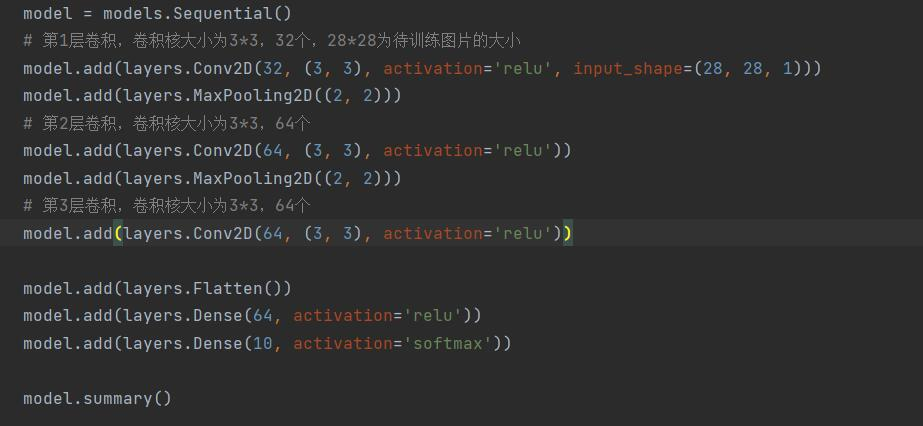 model = models.Sequential()
# 第1层卷积，卷积核大小为3*3，32个，28*28为待训练图片的大小
model.add(layers.Conv2D(32, (3, 3), activation='relu', input_shape=(28, 28, 1)))
model.add(layers.MaxPooling2D((2, 2)))
# 第2层卷积，卷积核大小为3*3，64个
model.add(layers.Conv2D(64, (3, 3), activation='relu'))
model.add(layers.MaxPooling2D((2, 2)))
# 第3层卷积，卷积核大小为3*3，64个
model.add(layers.Conv2D(64, (3, 3), activation='relu'))
model.add(layers.Flatten())
model.add(layers.Dense(64, activation='relu'))
model.add(layers.Dense(10, activation='softmax'))
model.summary()